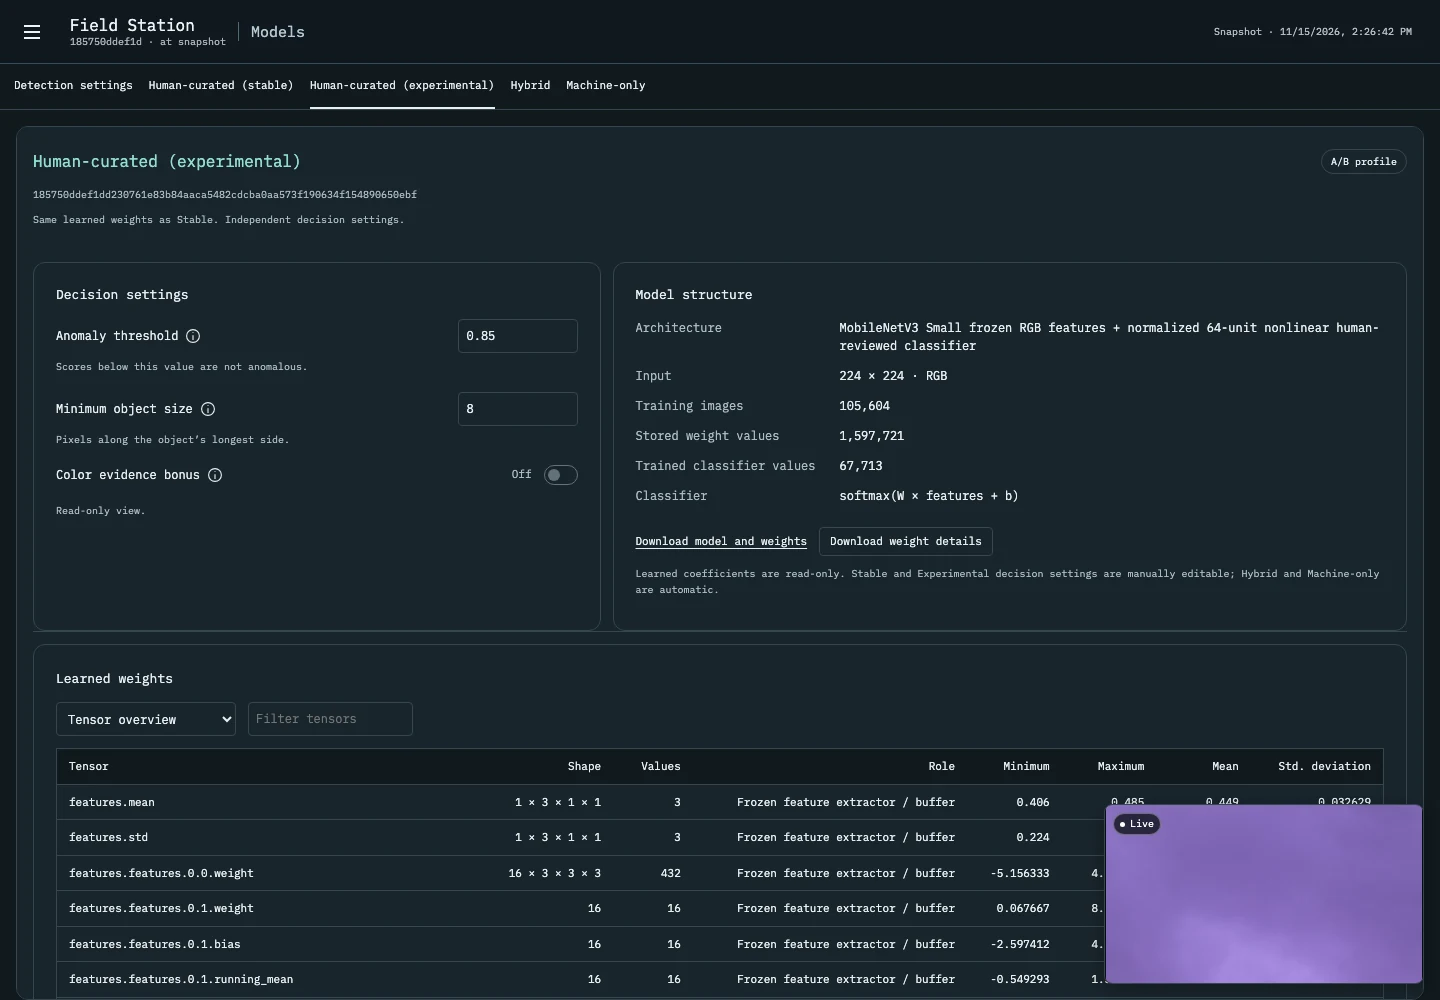 Field Station
185750ddef1d · at snapshot
Models
Snapshot · 11/15/2026, 2:26:42 PM
Detection settings Human-curated (stable) Human-curated (experimental) Hybrid Machine-only
Human-curated (experimental)
A/B profile
185750ddef1dd230761e83b84aaca5482cdcba0aa573f190634f154890650ebf
Same learned weights as Stable. Independent decision settings.
Decision settings
Anomaly threshold
0.85
Scores below this value are not anomalous.
Minimum object size
8
Pixels along the object's longest side.
Color evidence bonus
Off
Read-only view.
Model structure
Architecture MobileNetV3 Small frozen RGB features + normalized 64-unit nonlinear human-
reviewed classifier
Input 224 × 224 · RGB
Training images 105,604
Stored weight values 1,597,721
Trained classifier values 67,713
Classifier softmax(W × features + b)
Download model and weights Download weight details
Learned coefficients are read-only. Stable and Experimental decision settings are manually editable; Hybrid and Machine-only
are automatic.
Learned weights
Tensor overview Filter tensors
Tensor Shape Values Role Minimum Maximum Mean Std. deviation
features.mean 1 × 3 × 1 × 1 3 Frozen feature extractor / buffer 0.406 0.485 0.449 0.032629
features.std 1 × 3 × 1 × 1 3 Frozen feature extractor / buffer 0.224
Live
features.features.0.0.weight 16 × 3 × 3 × 3 432 Frozen feature extractor / buffer -5.156333 4.
features.features.0.1.weight 16 16 Frozen feature extractor / buffer 0.067667 8.
features.features.0.1.bias 16 16 Frozen feature extractor / buffer -2.597412 4.
features.features.0.1.running_mean 16 16 Frozen feature extractor / buffer -0.549293 1.